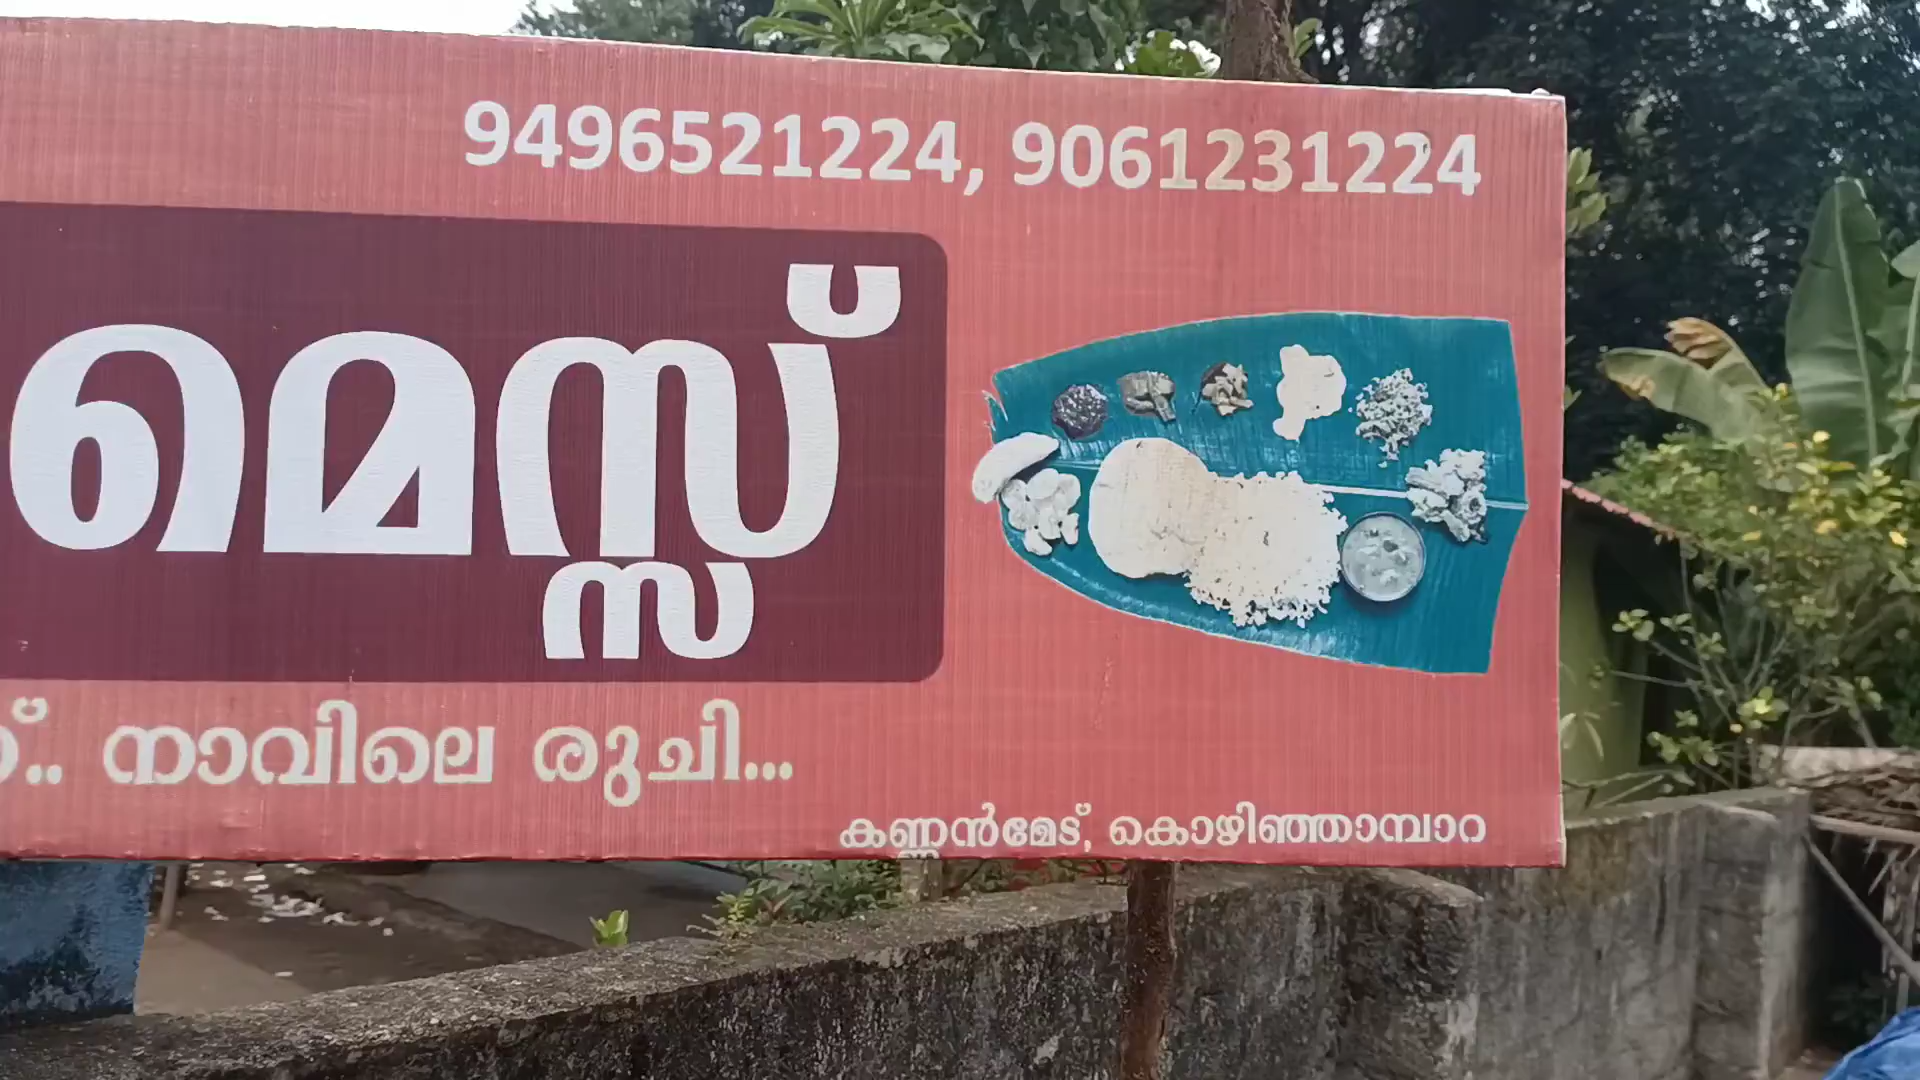 9496521224, 9061231224
മെസ്സ്
നാവിലെ രുചി...
കണ്ണൻമേട്, കൊഴിഞ്ഞാമ്പാറ